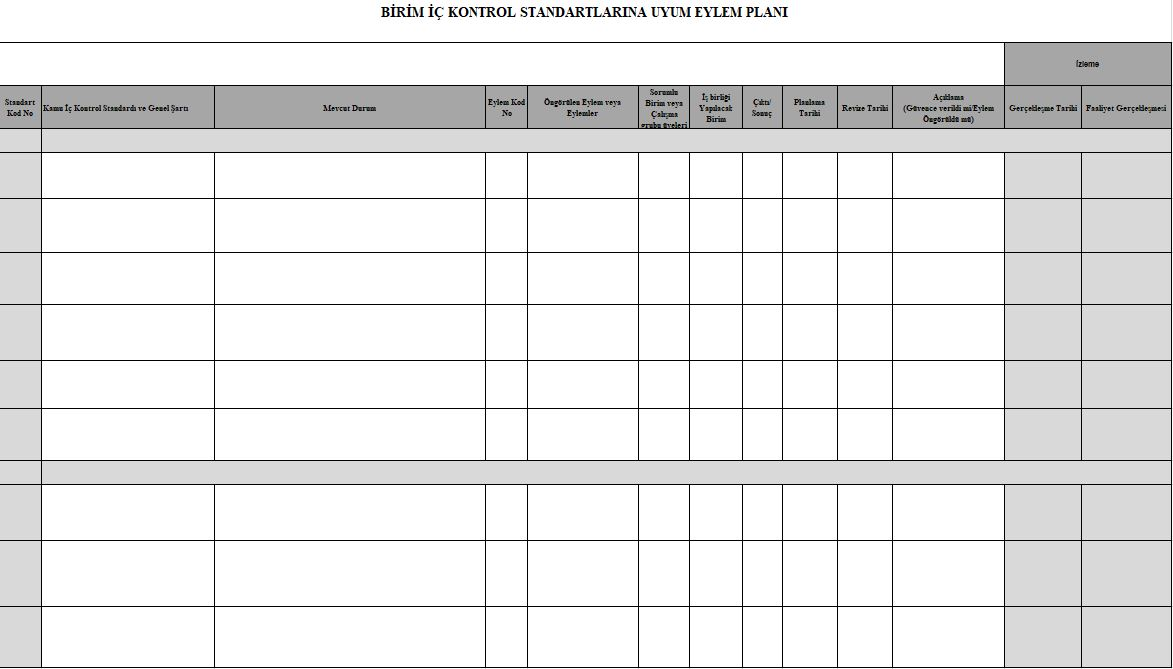 BİRİM İÇ KONTROL STANDARTLARINA UYUM EYLEM PLANI
İzleme
Standart
Kod No
Kamu İç Kontrol Standardı ve Genel Şartı
Mevcut Durum
Eylem Kod
No
Öngörülen Eylem veya
Eylemler
Sorumlu
Birim veya
Çalışma
grubu üyeleri
İş birliği
Yapılacak
Birim
Çıktı/
Sonuç
Planlama
Tarihi
Revize Tarihi
Açıklama
(Güvence verildi mi/Eylem
Öngörüldü mü)
Gerçekleşme Tarihi
Faaliyet Gerçekleşmesi